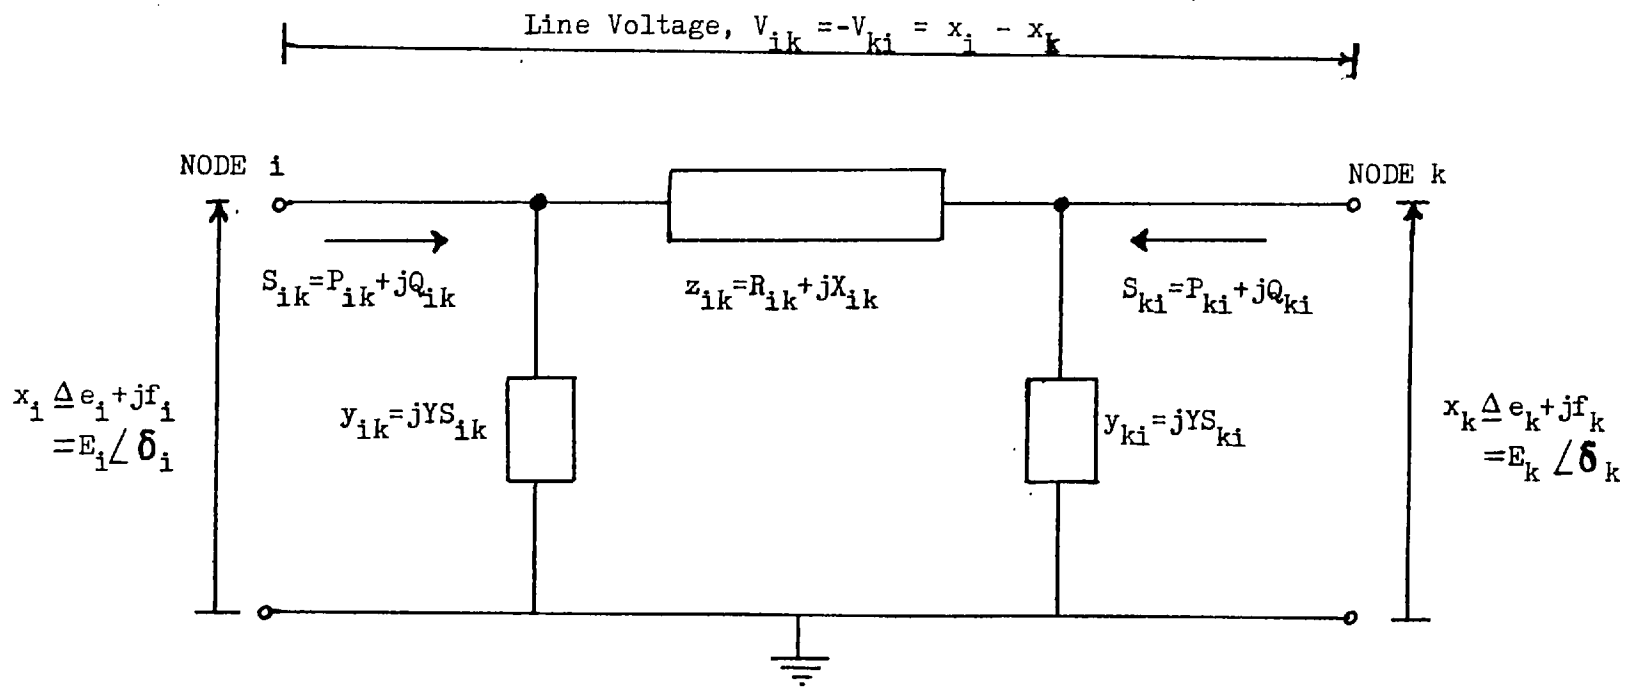 Line Voltage, V_ik =-V_ki = x_i - x_k
NODE i
NODE k
S_ik=P_ik+jQ_ik
z_ik=R_ik+jX_ik
S_ki=P_ki+jQ_ki
x_i ≜ e_i+jf_i
=E_i∠δ_i
y_ik=jYS_ik
y_ki=jYS_ki
x_k ≜ e_k+jf_k
=E_k ∠δ_k